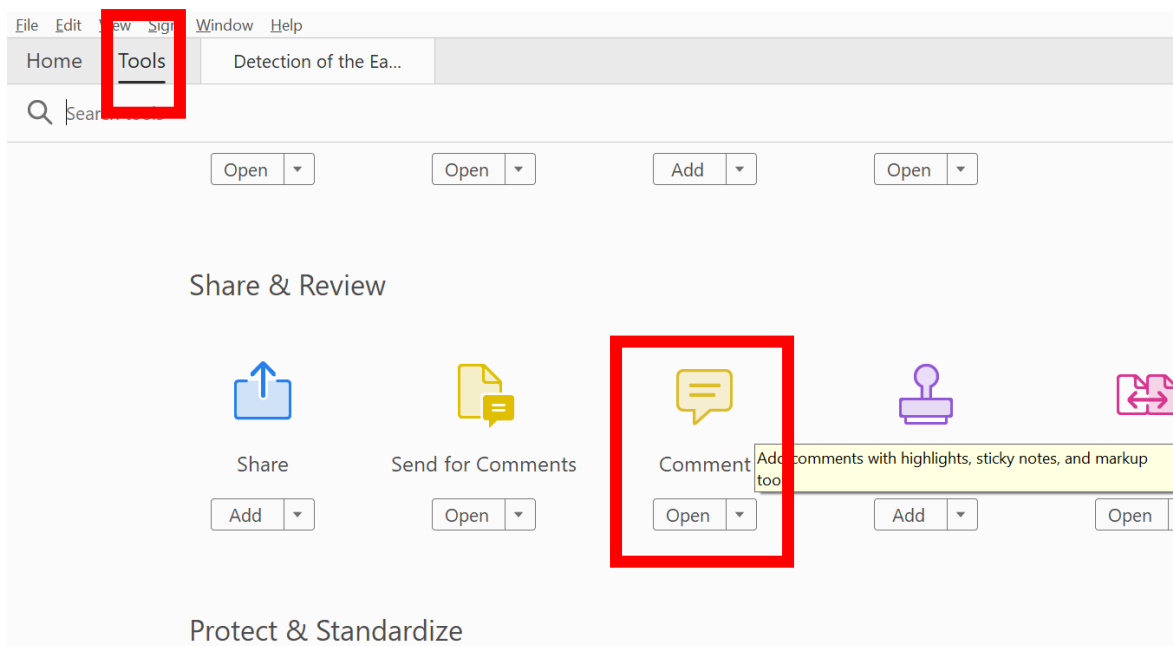 File Edit View Sign Window Help
Home Tools Detection of the Ea...
Search tools
Open Open Add Open
Share & Review
Share Send for Comments Comment Add comments with highlights, sticky notes, and markup
Add Open Open Add Open
Protect & Standardize